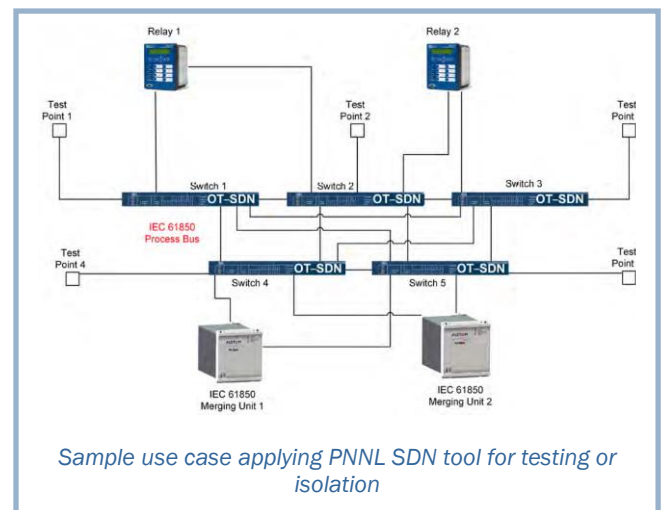 Relay 1
Relay 2
Test
Point 1
Test
Point 2
Test
Point
Switch 1
Switch 2
Switch 3
OT-SDN
OT-SDN
OT-SDN
IEC 61850
Process Bus
Test
Point 4
Test
Point
OT-SDN
OT-SDN
Switch 4
Switch 5
IEC 61850
Merging Unit 1
IEC 61850
Merging Unit 2
Sample use case applying PNNL SDN tool for testing or
isolation